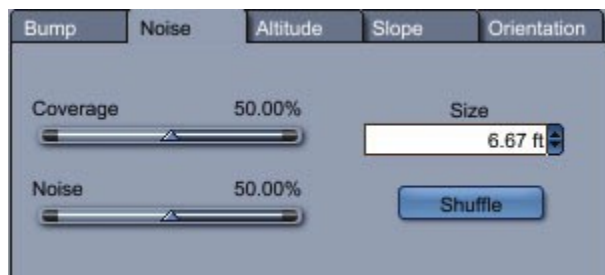 Bump Noise Altitude Slope Orientation
Coverage 50.00% Size
6.67 ft
Noise 50.00%
Shuffle